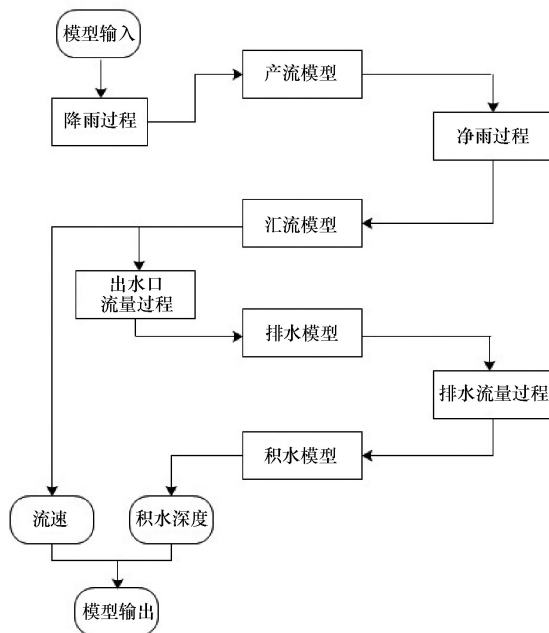 模型输入
产流模型
降雨过程
净雨过程
汇流模型
出水口
流量过程
排水模型
排水流量过程
积水模型
流速
积水深度
模型输出